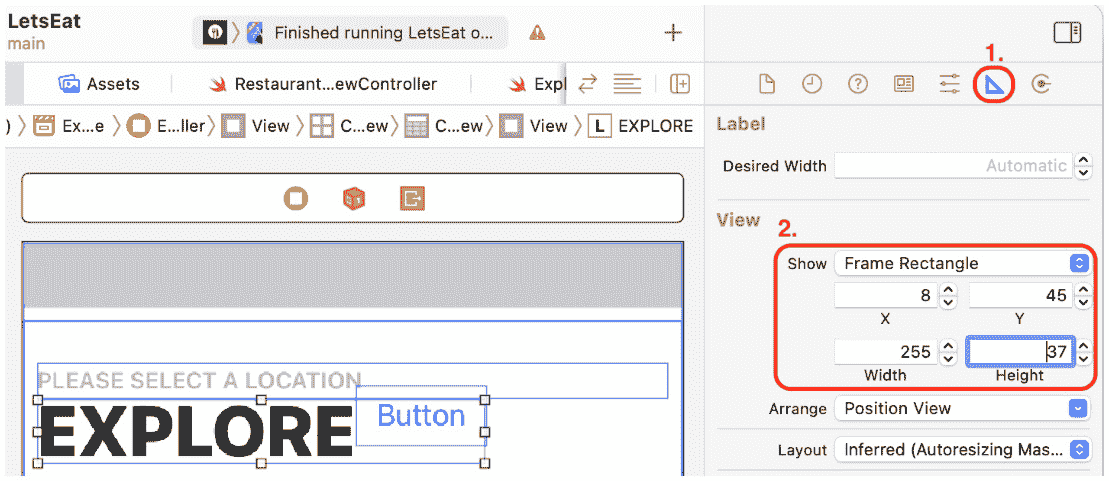 LetsEat
main
Finished running LetsEat o...
1.
Assets
Restaurant...ewController
Expl
) Ex...e E...ller View C...ew C...ew View L EXPLORE
Label
Desired Width Automatic
View
2.
Show Frame Rectangle
8 45
X Y
255 37
Width Height
Arrange Position View
Layout Inferred (Autoresizing Mas...
PLEASE SELECT A LOCATION
EXPLORE
Button